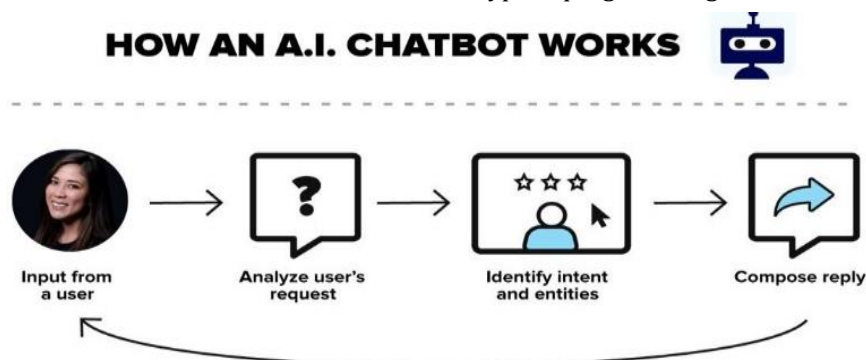 HOW AN A.I. CHATBOT WORKS
?
Input from
a user
Analyze user's
request
Identify intent
and entities
Compose reply